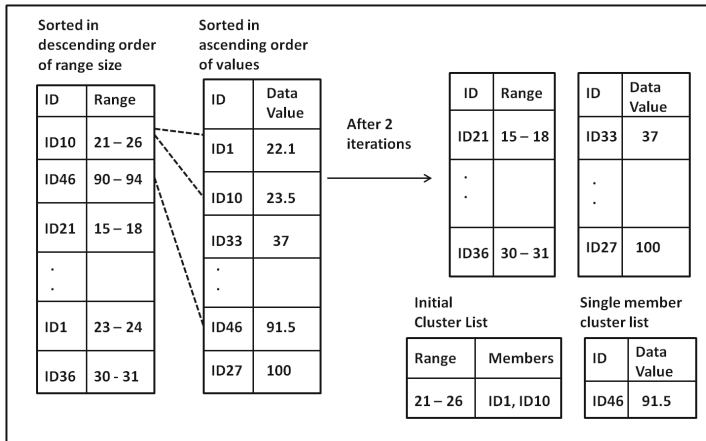 Sorted in
descending order
of range size
ID Range
ID10 21 – 26
ID46 90 – 94
ID21 15 – 18
.
.
ID1 23 – 24
ID36 30 - 31
Sorted in
ascending order
of values
ID Data
Value
ID1 22.1
ID10 23.5
ID33 37
.
.
ID46 91.5
ID27 100
After 2
iterations
ID Range
ID21 15 – 18
.
.
ID36 30 – 31
ID Data
Value
ID33 37
.
.
ID27 100
Initial
Cluster List
Range Members
21 – 26 ID1, ID10
Single member
cluster list
ID Data
Value
ID46 91.5